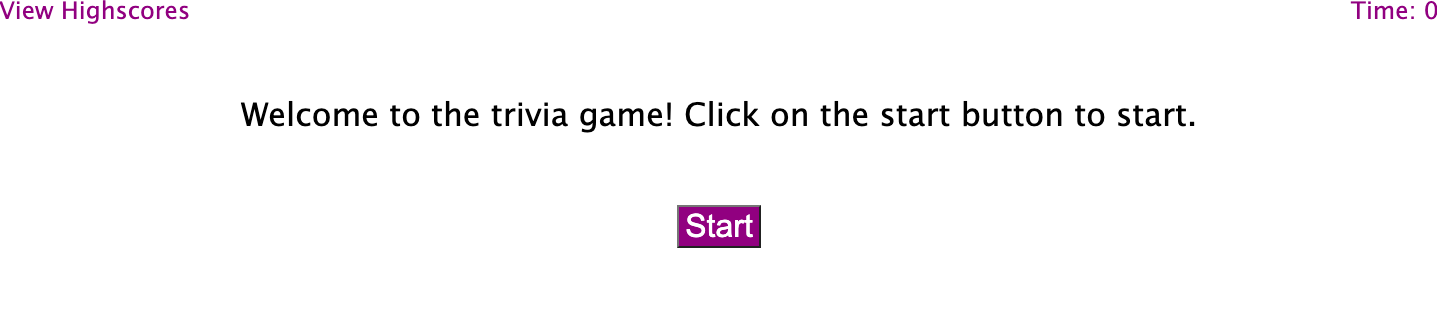 View Highscores
Time: 0
Welcome to the trivia game! Click on the start button to start.
Start